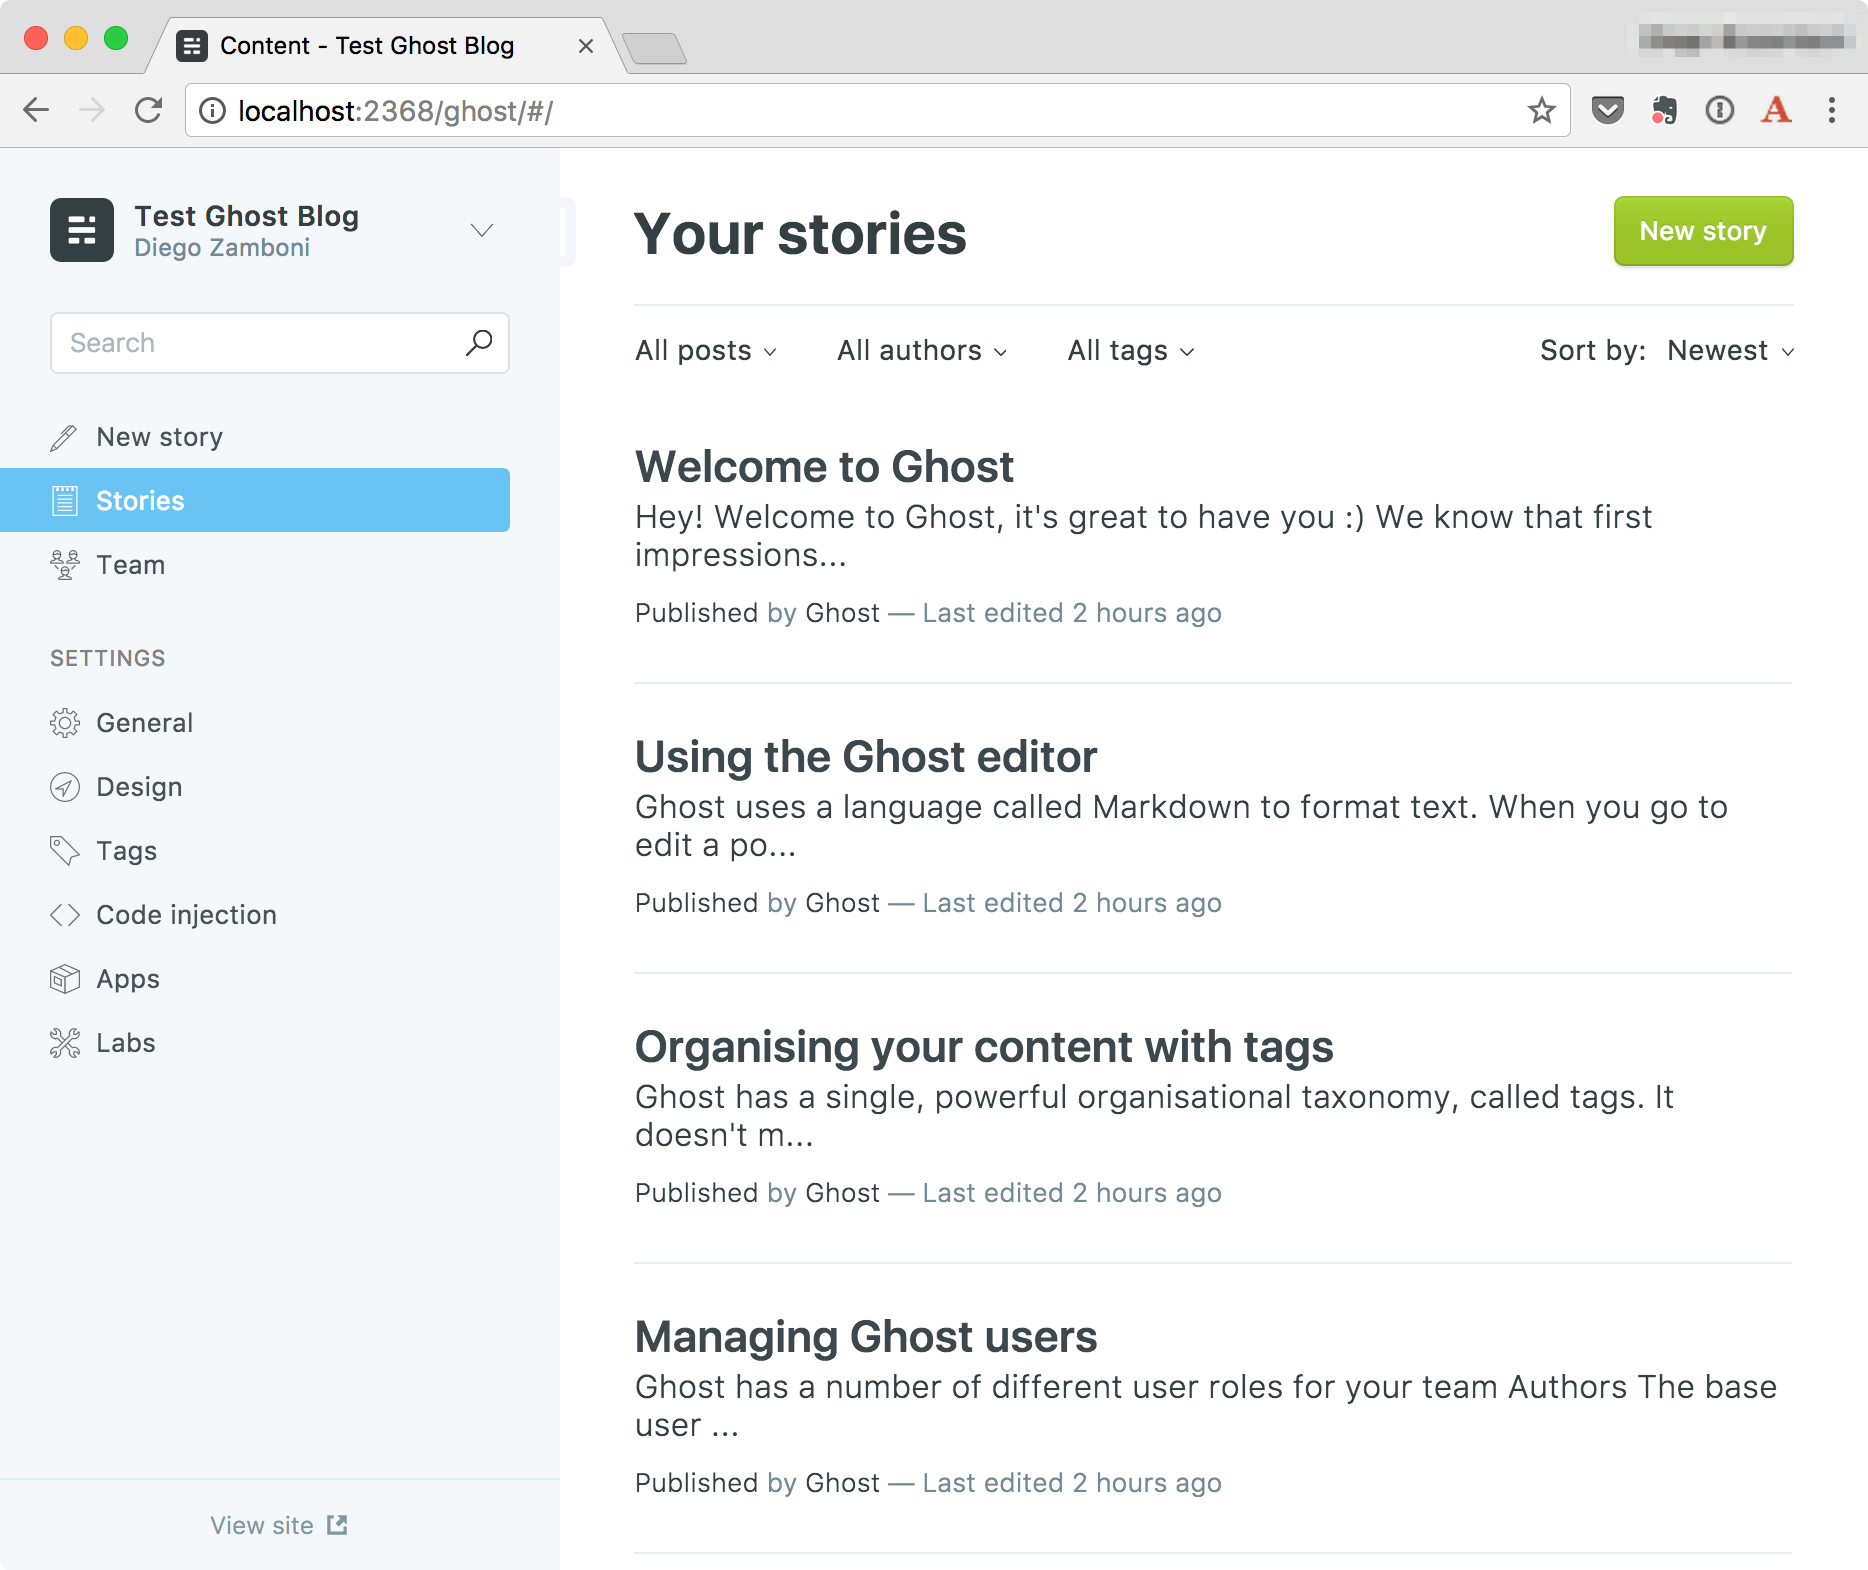 Content - Test Ghost Blog
localhost:2368/ghost/#/
Test Ghost Blog
Diego Zamboni
Search
New story
Stories
Team
SETTINGS
General
Design
Tags
Code injection
Apps
Labs
View site
Your stories
New story
All posts
All authors
All tags
Sort by: Newest
Welcome to Ghost
Hey! Welcome to Ghost, it's great to have you :) We know that first
impressions...
Published by Ghost — Last edited 2 hours ago
Using the Ghost editor
Ghost uses a language called Markdown to format text. When you go to
edit a po...
Published by Ghost — Last edited 2 hours ago
Organising your content with tags
Ghost has a single, powerful organisational taxonomy, called tags. It
doesn't m...
Published by Ghost — Last edited 2 hours ago
Managing Ghost users
Ghost has a number of different user roles for your team Authors The base
user ...
Published by Ghost — Last edited 2 hours ago